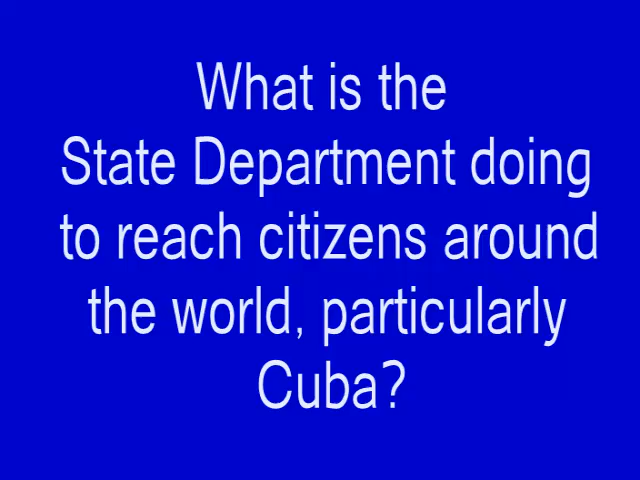 What is the
State Department doing
to reach citizens around
the world, particularly
Cuba?